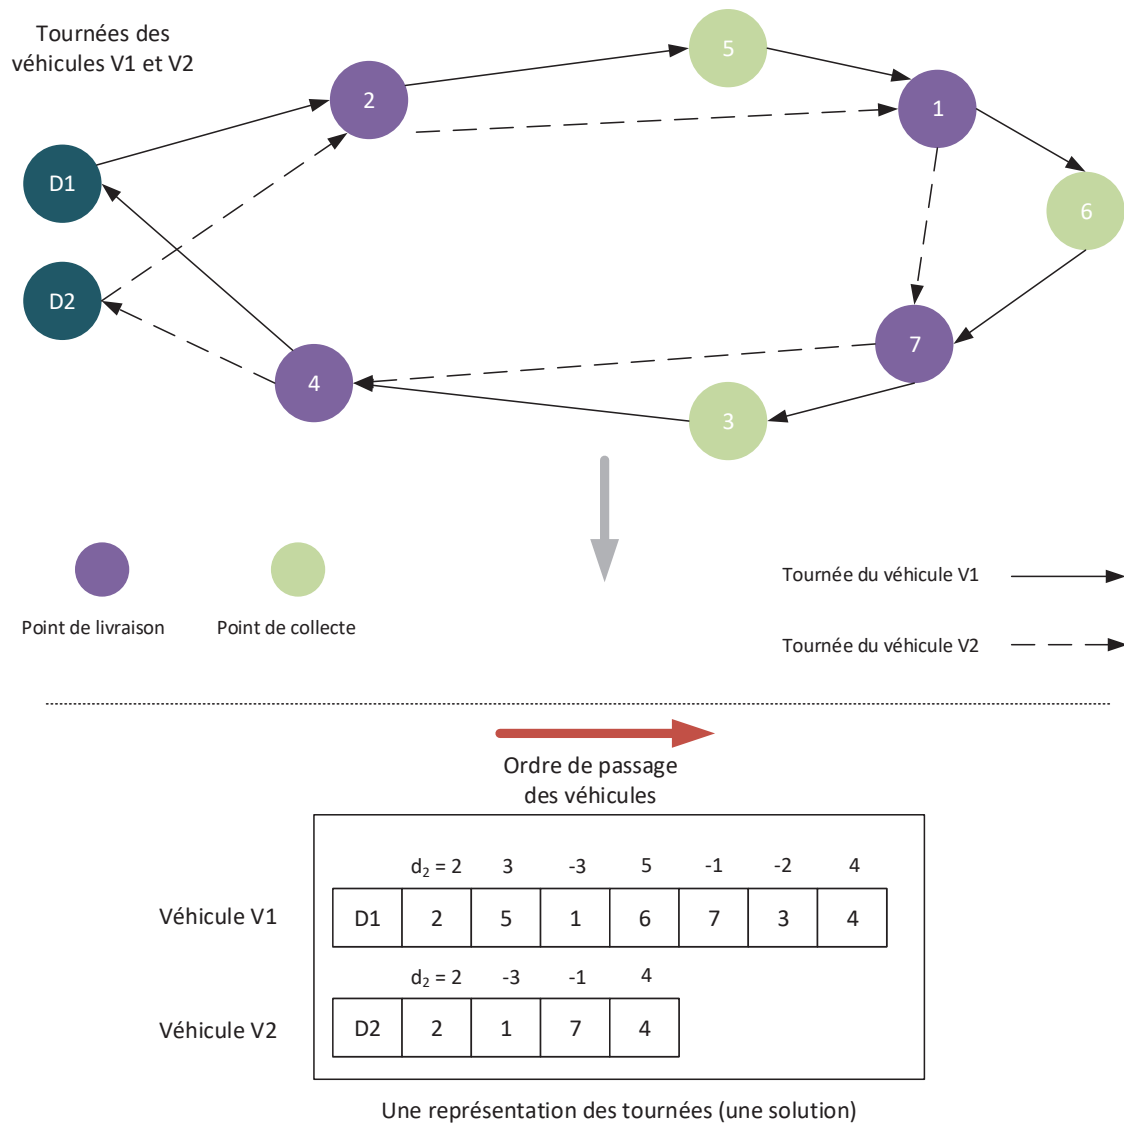 Tournées des
véhicules V1 et V2
5
2
1
D1
6
D2
7
4
3
Point de livraison
Point de collecte
Tournée du véhicule V1
Tournée du véhicule V2
Ordre de passage
des véhicules
d₂ = 2 3 -3 5 -1 -2 4
Véhicule V1 D1 2 5 1 6 7 3 4
d₂ = 2 -3 -1 4
Véhicule V2 D2 2 1 7 4
Une représentation des tournées (une solution)